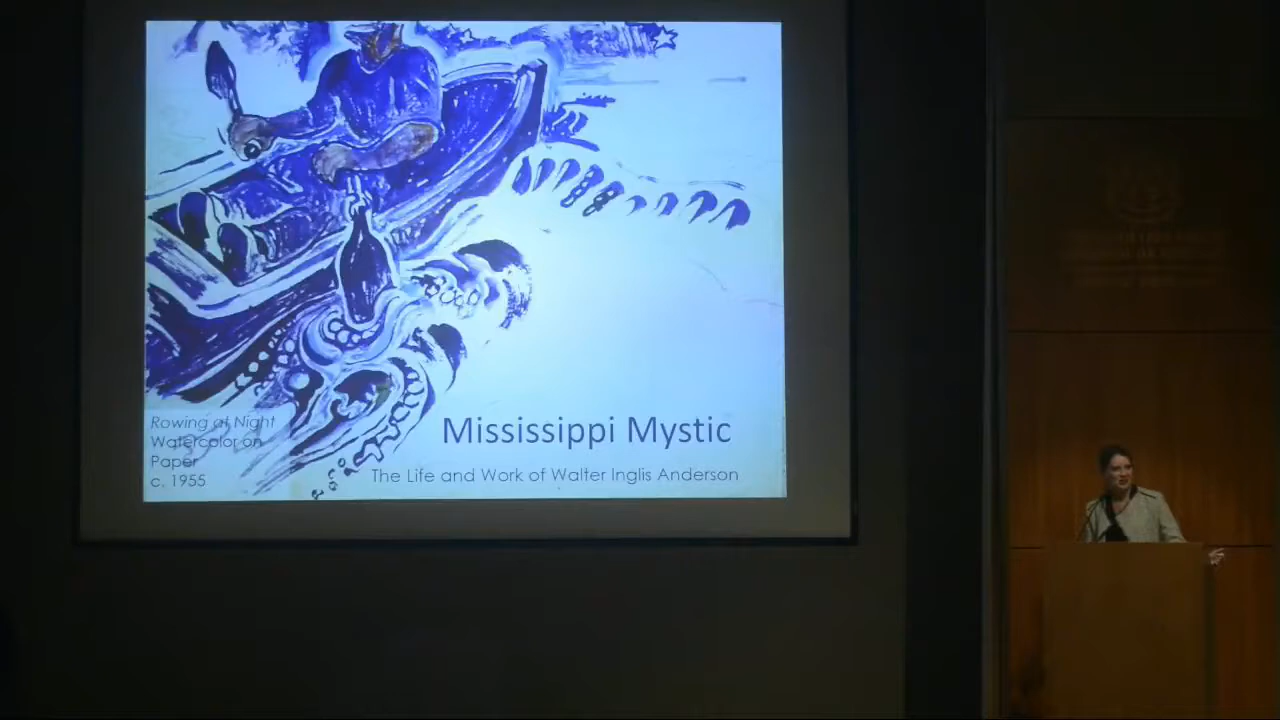 Rowing at Night
Watercolor on
Paper
c. 1955
Mississippi Mystic
The Life and Work of Walter Inglis Anderson